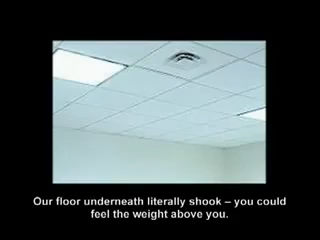 Our floor underneath literally shook – you could
feel the weight above you.